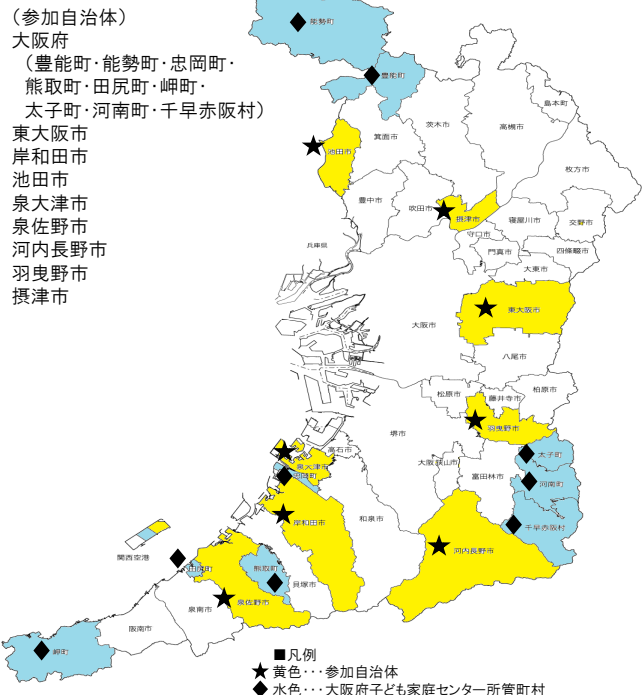 (参加自治体)
大阪府
(豊能町・能勢町・忠岡町・
熊取町・田尻町・岬町・
太子町・河南町・千早赤阪村)
東大阪市
岸和田市
池田市
泉大津市
泉佐野市
河内長野市
羽曳野市
摂津市
能勢町
豊能町
島本町
茨木市
高槻市
箕面市
池田市
枚方市
豊中市
吹田市
摂津市
寝屋川市
交野市
守口市
兵庫県
門真市
四條畷市
大東市
東大阪市
大阪市
八尾市
松原市
藤井寺市
柏原市
羽曳野市
堺市
高石市
太子町
泉大津市
大阪狭山市
富田林市
河南町
忠岡町
岸和田市
和泉市
千早赤阪村
河内長野市
関西空港
田尻町
熊取町
貝塚市
泉佐野市
泉南市
阪南市
岬町
■凡例
★ 黄色・・・参加自治体
◆ 水色・・・大阪府子ども家庭センター所管町村